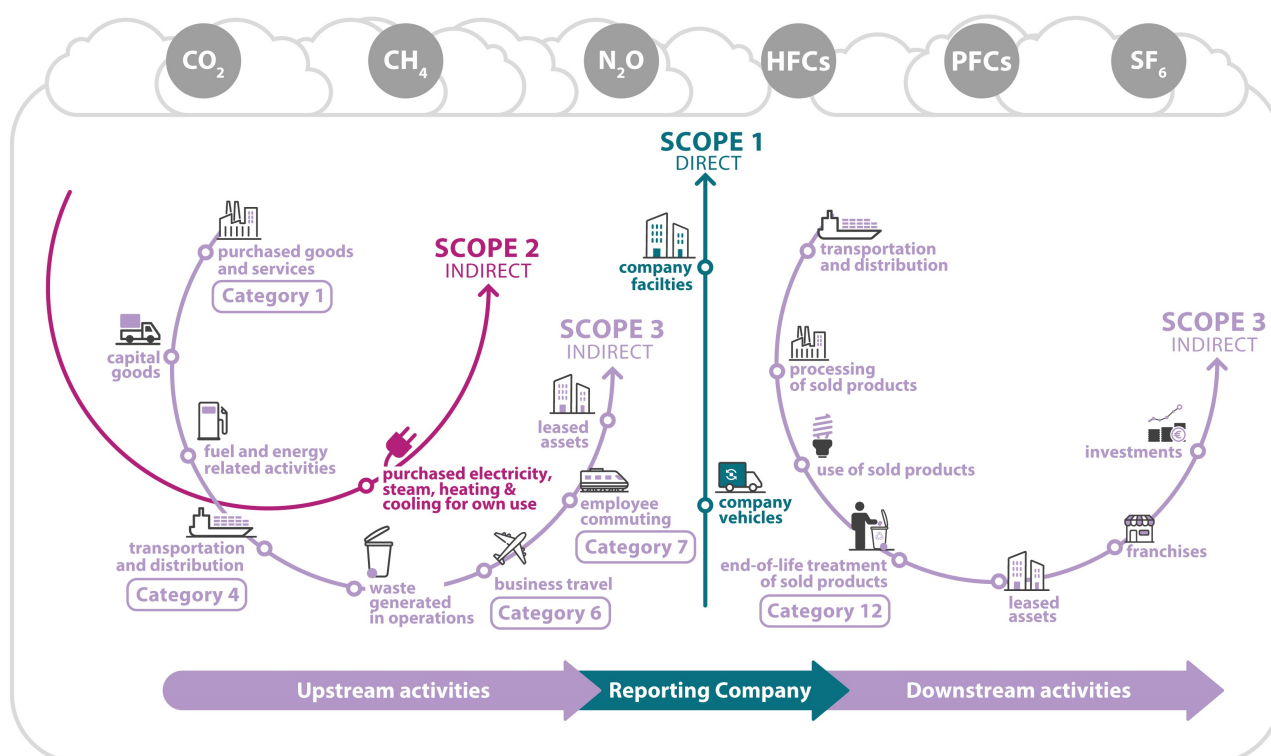 CO₂
CH₄
N₂O
HFCs
PFCs
SF₆
SCOPE 1
DIRECT
company
facilties
company
vehicles
SCOPE 2
INDIRECT
purchased electricity,
steam, heating &
cooling for own use
SCOPE 3
INDIRECT
purchased goods
and services
Category 1
capital
goods
fuel and energy
related activities
transportation
and distribution
Category 4
waste
generated
in operations
business travel
Category 6
employee
commuting
Category 7
leased
assets
SCOPE 3
INDIRECT
transportation
and distribution
processing
of sold products
use of sold products
end-of-life treatment
of sold products
Category 12
leased
assets
franchises
investments
€
Upstream activities
Reporting Company
Downstream activities